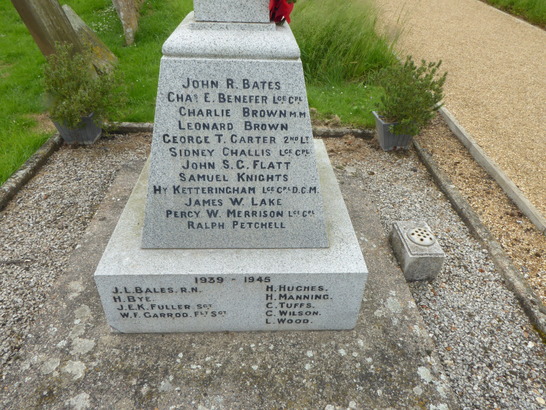 JOHN R. BATES
CHAS E. BENEFER LCE CPL
CHARLIE BROWN M.M
LEONARD BROWN
GEORGE T. CARTER 2ND LT.
SIDNEY CHALLIS LCE CPL
JOHN S.C. FLATT
SAMUEL KNIGHTS
HY KETTERINGHAM LCE CPL D.C.M.
JAMES W. LAKE
PERCY W. MERRISON LCE CPL
RALPH PETCHELL
1939 - 1945
J.L. BALES. R.N.
H. BYE.
J.E.K. FULLER. SGT
W.F. GARROD. FLT SGT
H. HUGHES.
H. MANNING.
C. TUFFS.
C. WILSON.
L. WOOD.